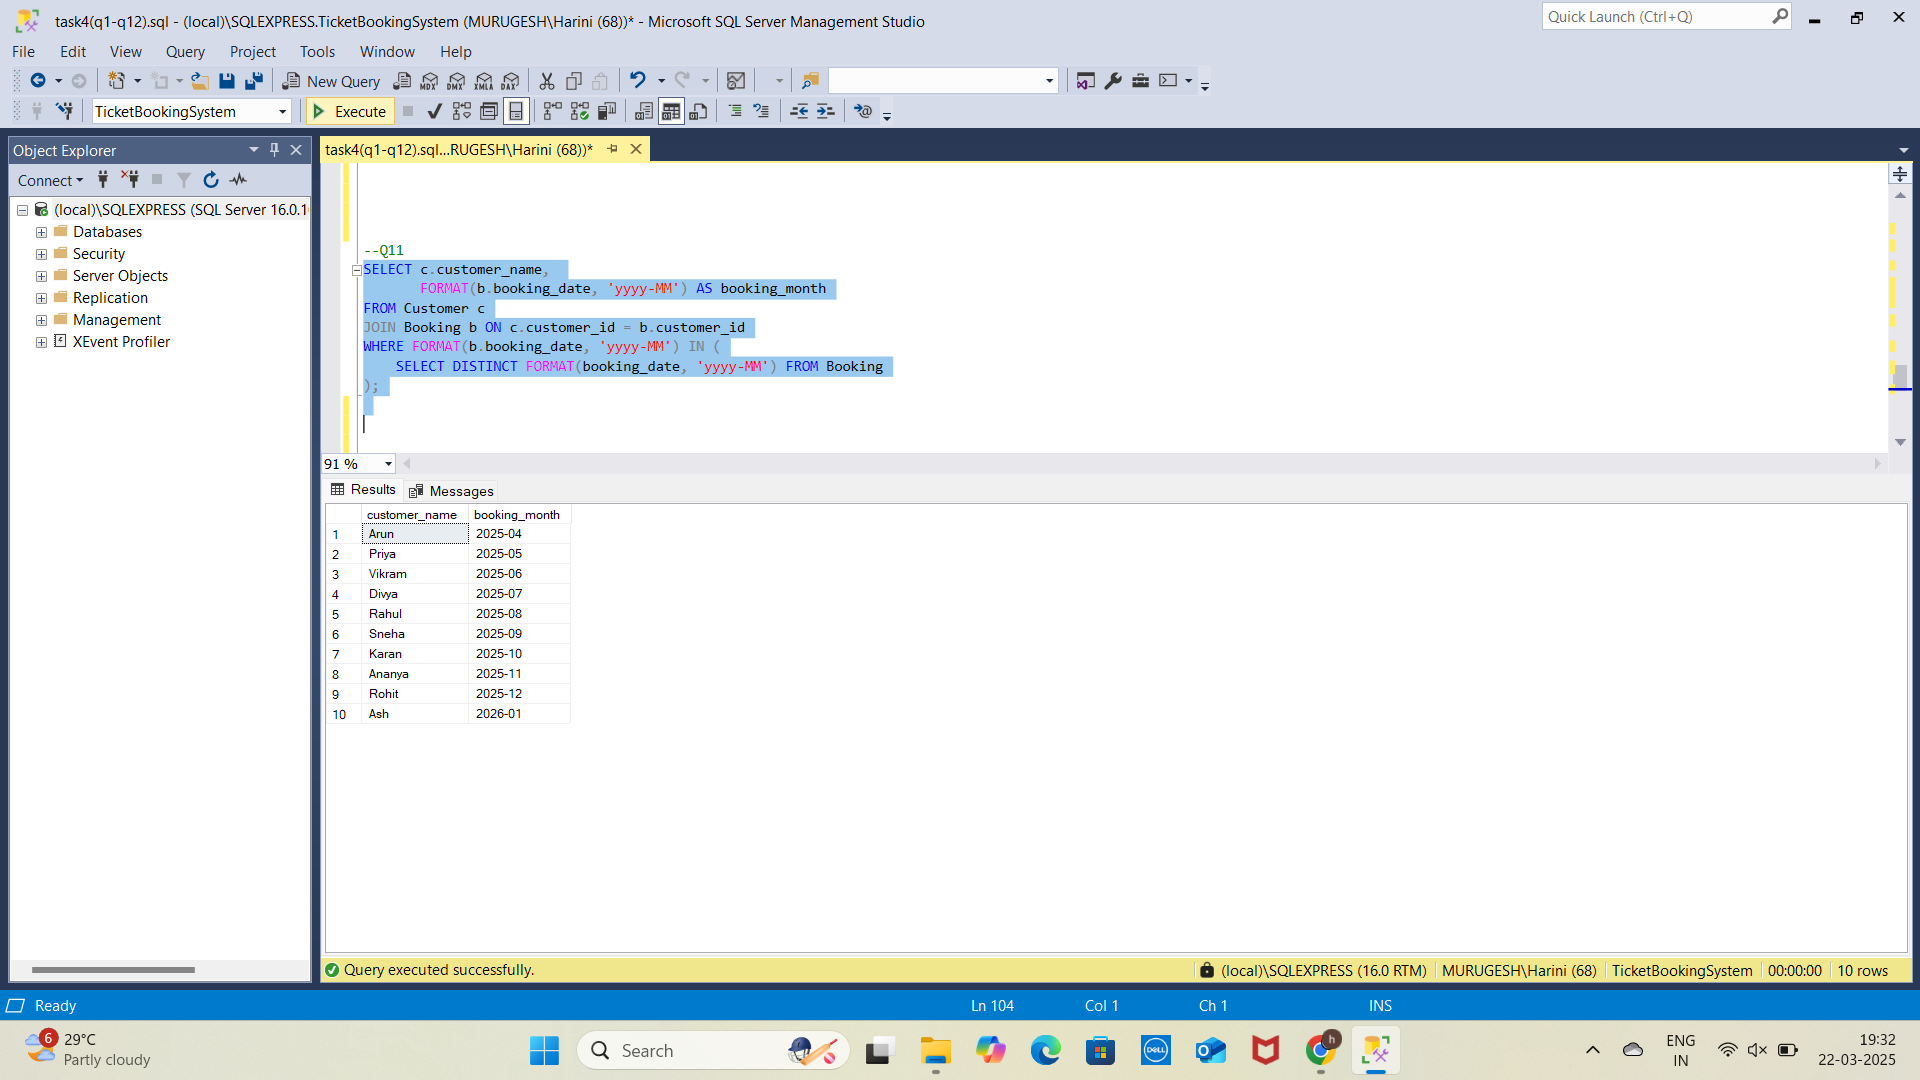 task4(q1-q12).sql - (local)\SQLEXPRESS.TicketBookingSystem (MURUGESH\Harini (68))* - Microsoft SQL Server Management Studio
Quick Launch (Ctrl+Q)
File Edit View Query Project Tools Window Help
New Query MDX DMX XMLA DAX
TicketBookingSystem Execute
Object Explorer
task4(q1-q12).sql...RUGESH\Harini (68))*
Connect
(local)\SQLEXPRESS (SQL Server 16.0.1
Databases
Security
Server Objects
Replication
Management
XEvent Profiler
--Q11
SELECT c.customer_name,
FORMAT(b.booking_date, 'yyyy-MM') AS booking_month
FROM Customer c
JOIN Booking b ON c.customer_id = b.customer_id
WHERE FORMAT(b.booking_date, 'yyyy-MM') IN (
SELECT DISTINCT FORMAT(booking_date, 'yyyy-MM') FROM Booking
);
91 %
Results Messages
customer_name booking_month
1 Arun 2025-04
2 Priya 2025-05
3 Vikram 2025-06
4 Divya 2025-07
5 Rahul 2025-08
6 Sneha 2025-09
7 Karan 2025-10
8 Ananya 2025-11
9 Rohit 2025-12
10 Ash 2026-01
Query executed successfully. (local)\SQLEXPRESS (16.0 RTM) MURUGESH\Harini (68) TicketBookingSystem 00:00:00 10 rows
Ready Ln 104 Col 1 Ch 1 INS
6
29°C
Partly cloudy
Search
DELL
h
ENG
IN
19:32
22-03-2025